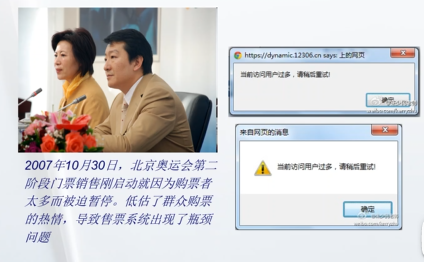 2007年10月30日，北京奥运会第二
阶段门票销售刚启动就因为购票者
太多而被迫暂停。低估了群众购票
的热情，导致售票系统出现了瓶颈
问题
https://dynamic.12306.cn says: 上的网页
当前访问用户过多，请稍后重试!
来自网页的消息
当前访问用户过多，请稍后重试!
确定